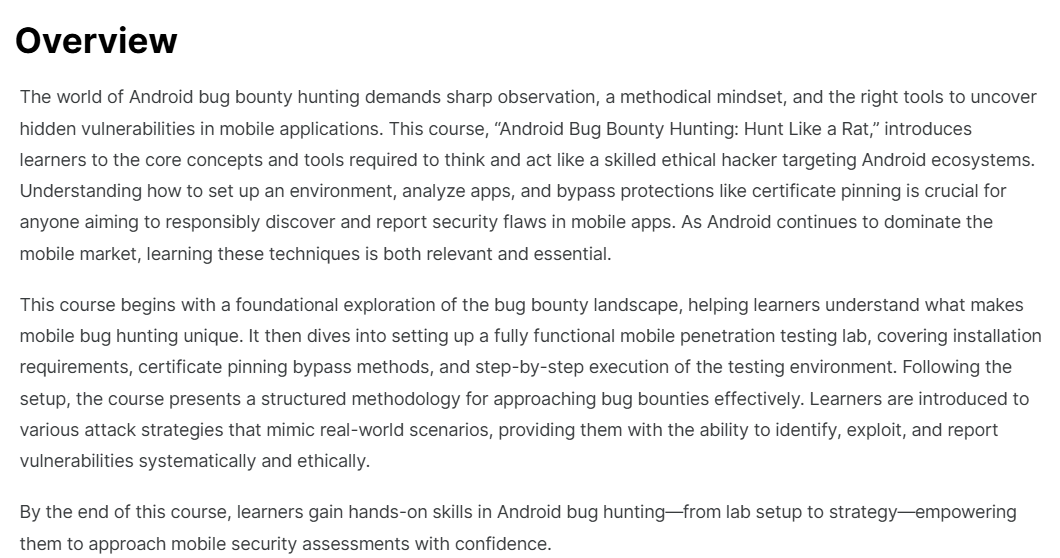 Overview
The world of Android bug bounty hunting demands sharp observation, a methodical mindset, and the right tools to uncover
hidden vulnerabilities in mobile applications. This course, “Android Bug Bounty Hunting: Hunt Like a Rat,” introduces
learners to the core concepts and tools required to think and act like a skilled ethical hacker targeting Android ecosystems.
Understanding how to set up an environment, analyze apps, and bypass protections like certificate pinning is crucial for
anyone aiming to responsibly discover and report security flaws in mobile apps. As Android continues to dominate the
mobile market, learning these techniques is both relevant and essential.
This course begins with a foundational exploration of the bug bounty landscape, helping learners understand what makes
mobile bug hunting unique. It then dives into setting up a fully functional mobile penetration testing lab, covering installation
requirements, certificate pinning bypass methods, and step-by-step execution of the testing environment. Following the
setup, the course presents a structured methodology for approaching bug bounties effectively. Learners are introduced to
various attack strategies that mimic real-world scenarios, providing them with the ability to identify, exploit, and report
vulnerabilities systematically and ethically.
By the end of this course, learners gain hands-on skills in Android bug hunting—from lab setup to strategy—empowering
them to approach mobile security assessments with confidence.